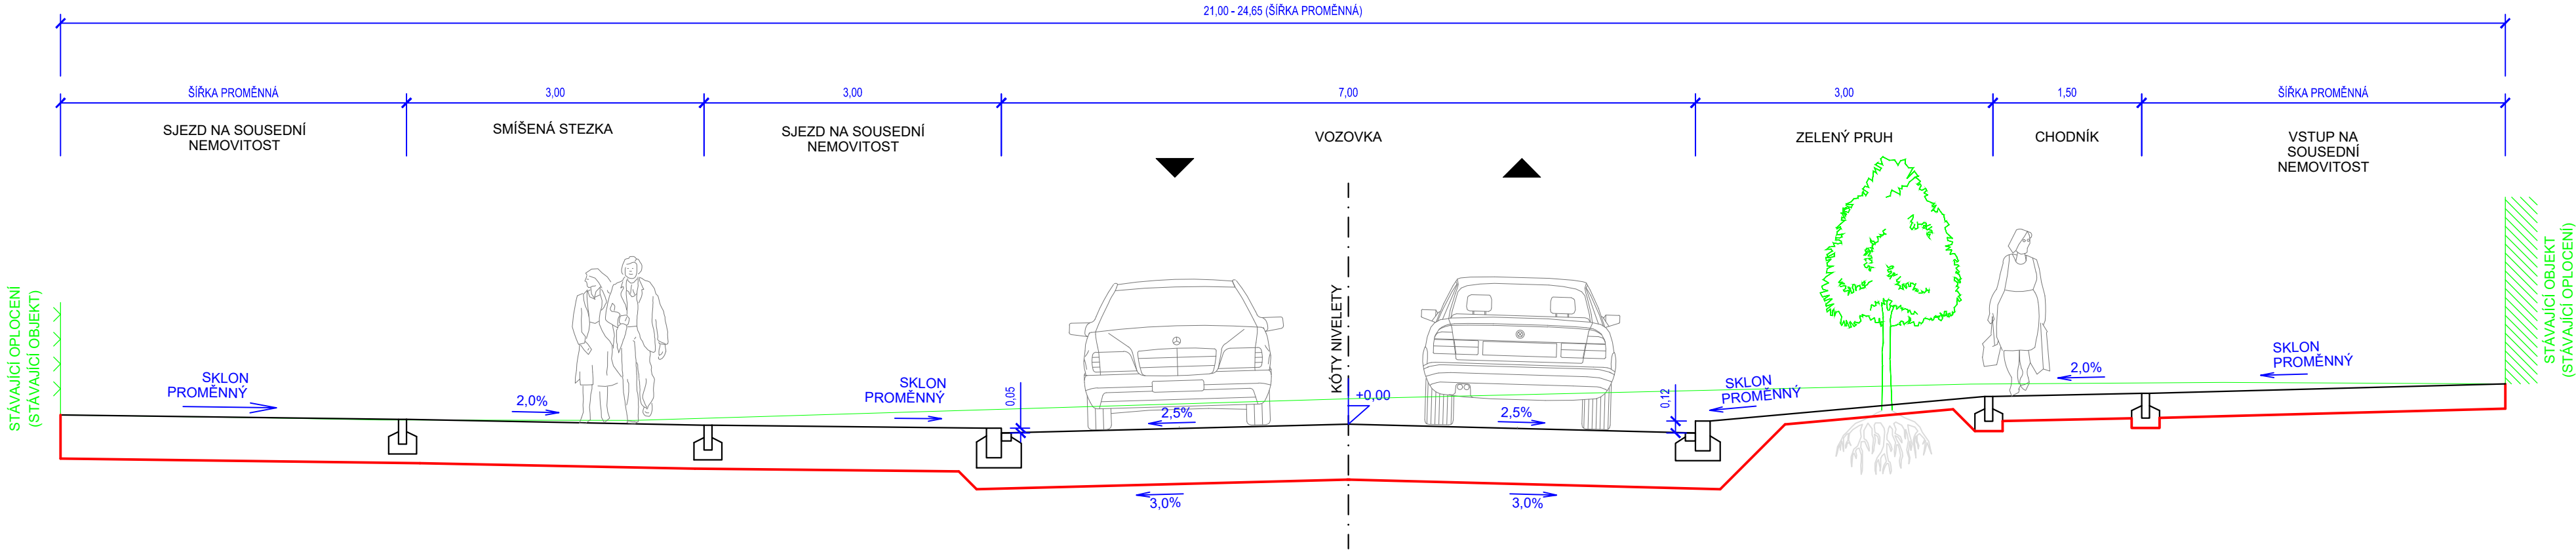 21,00 - 24,65 (ŠÍŘKA PROMĚNNÁ)
ŠÍŘKA PROMĚNNÁ
3,00
3,00
7,00
3,00
1,50
ŠÍŘKA PROMĚNNÁ
SJEZD NA SOUSEDNÍ
NEMOVITOST
SMÍŠENÁ STEZKA
SJEZD NA SOUSEDNÍ
NEMOVITOST
VOZOVKA
ZELENÝ PRUH
CHODNÍK
VSTUP NA
SOUSEDNÍ
NEMOVITOST
STÁVAJÍCÍ OPLOCENÍ
(STÁVAJÍCÍ OBJEKT)
SKLON
PROMĚNNÝ
2,0%
SKLON
PROMĚNNÝ
0,05
2,5%
KÓTY NIVELETY
+0,00
2,5%
0,12
SKLON
PROMĚNNÝ
2,0%
SKLON
PROMĚNNÝ
STÁVAJÍCÍ OBJEKT
(STÁVAJÍCÍ OPLOCENÍ)
3,0%
3,0%